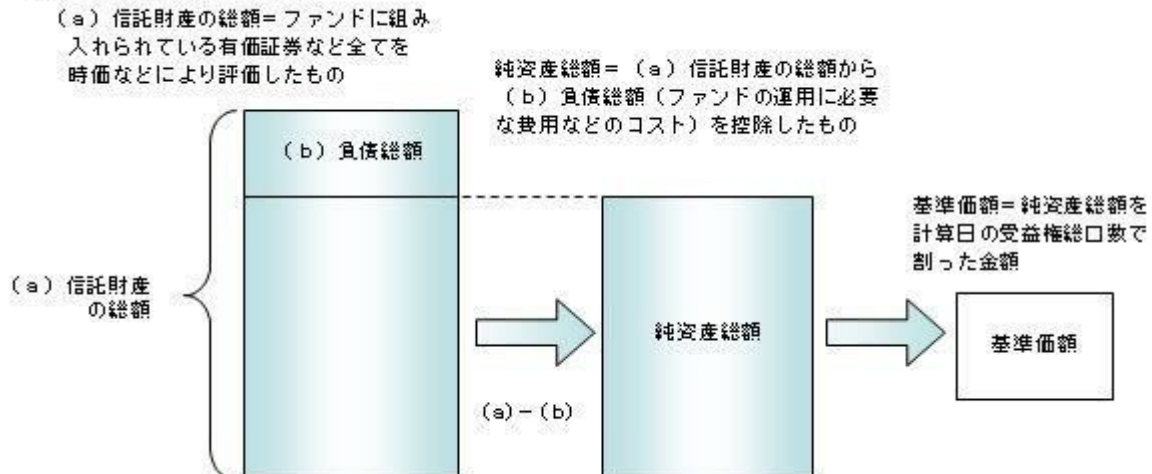 (a)信託財産の総額=ファンドに組み
入れられている有価証券など全てを
時価などにより評価したもの
純資産総額=(a)信託財産の総額から
(b)負債総額(ファンドの運用に必要
な費用などのコスト)を控除したもの
(b)負債総額
基準価額=純資産総額を
計算日の受益権総口数で
割った金額
(a)信託財産
の総額
純資産総額
基準価額
(a)-(b)